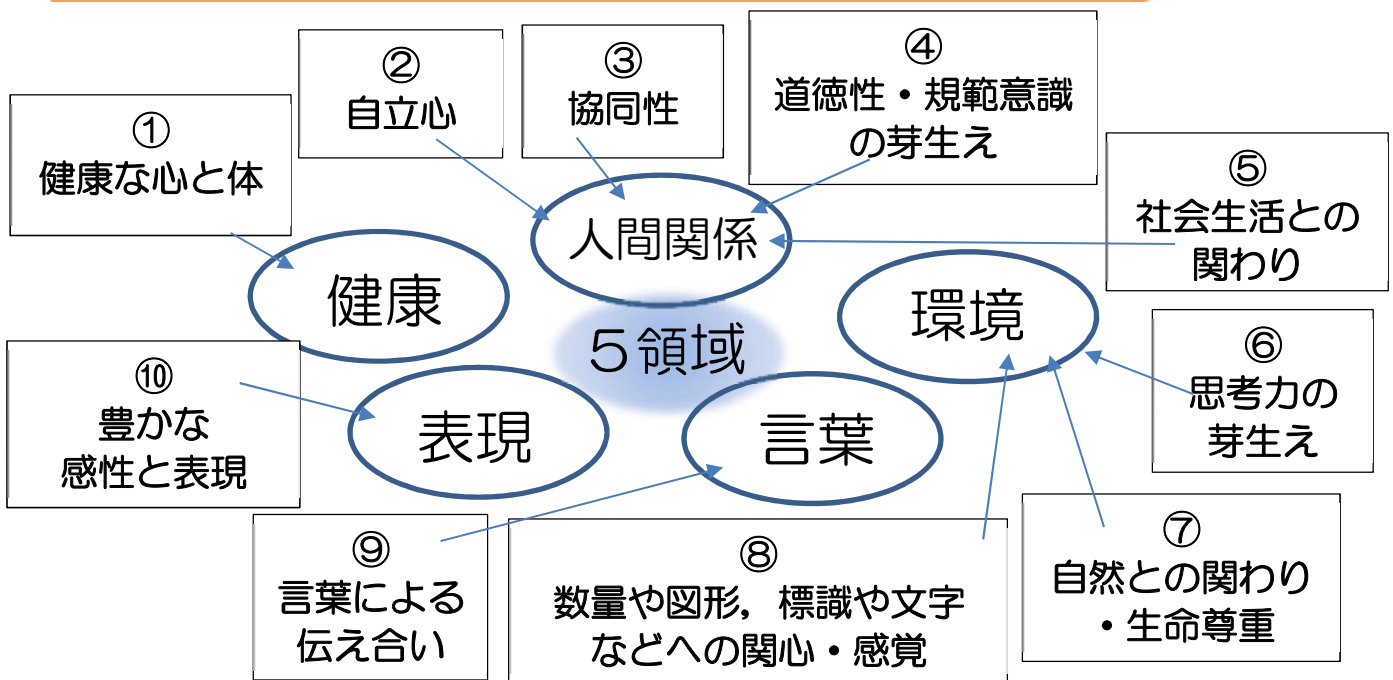 ①
健康な心と体
②
自立心
③
協同性
④
道徳性・規範意識
の芽生え
⑤
社会生活との
関わり
人間関係
健康
環境
5領域
表現
言葉
⑥
思考力の
芽生え
⑩
豊かな
感性と表現
⑨
言葉による
伝え合い
⑧
数量や図形,標識や文字
などへの関心・感覚
⑦
自然との関わり
・生命尊重